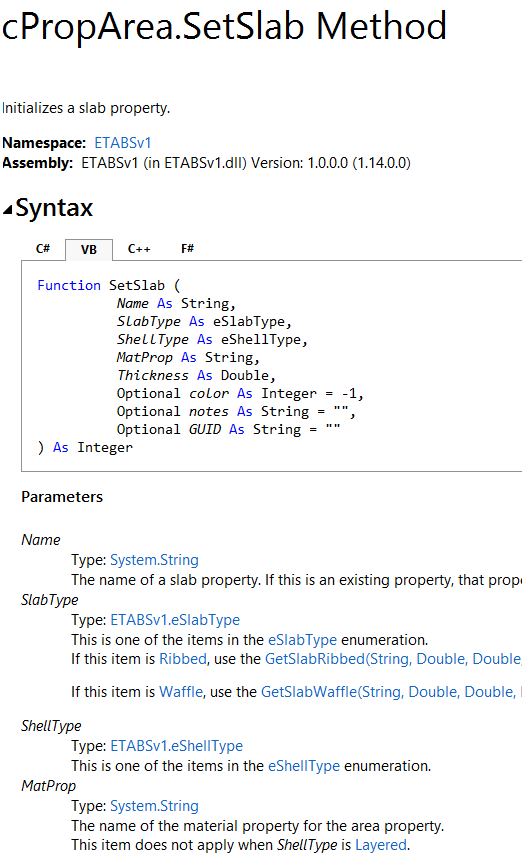 cPropArea.SetSlab Method
Initializes a slab property.
Namespace: ETABSv1
Assembly: ETABSv1 (in ETABSv1.dll) Version: 1.0.0.0 (1.14.0.0)
Syntax
C# VB C++ F#
Function SetSlab (
Name As String,
SlabType As eSlabType,
ShellType As eShellType,
MatProp As String,
Thickness As Double,
Optional color As Integer = -1,
Optional notes As String = "",
Optional GUID As String = ""
) As Integer
Parameters
Name
Type: System.String
The name of a slab property. If this is an existing property, that prop
SlabType
Type: ETABSv1.eSlabType
This is one of the items in the eSlabType enumeration.
If this item is Ribbed, use the GetSlabRibbed(String, Double, Double,
If this item is Waffle, use the GetSlabWaffle(String, Double, Double,
ShellType
Type: ETABSv1.eShellType
This is one of the items in the eShellType enumeration.
MatProp
Type: System.String
The name of the material property for the area property.
This item does not apply when ShellType is Layered.